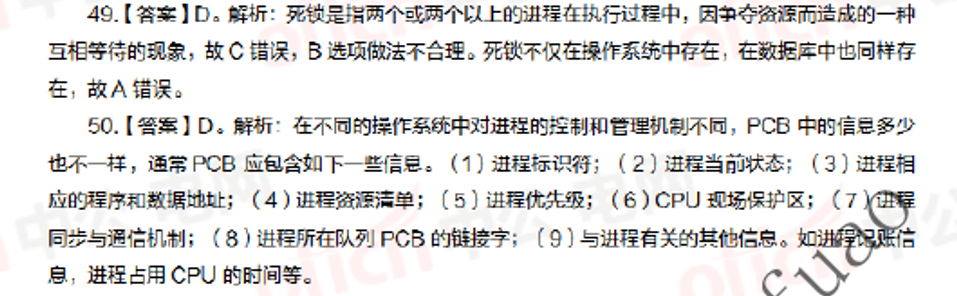 49.【答案】D。解析：死锁是指两个或两个以上的进程在执行过程中，因争夺资源而造成的一种
互相等待的现象，故 C 错误，B 选项做法不合理。死锁不仅在操作系统中存在，在数据库中也同样存
在，故 A 错误。
50.【答案】D。解析：在不同的操作系统中对进程的控制和管理机制不同，PCB 中的信息多少
也不一样，通常 PCB 应包含如下一些信息。（1）进程标识符；（2）进程当前状态；（3）进程相
应的程序和数据地址；（4）进程资源清单；（5）进程优先级；（6）CPU 现场保护区；（7）进程
同步与通信机制；（8）进程所在队列 PCB 的链接字；（9）与进程有关的其他信息。如进程记账信
息，进程占用 CPU 的时间等。
fuao